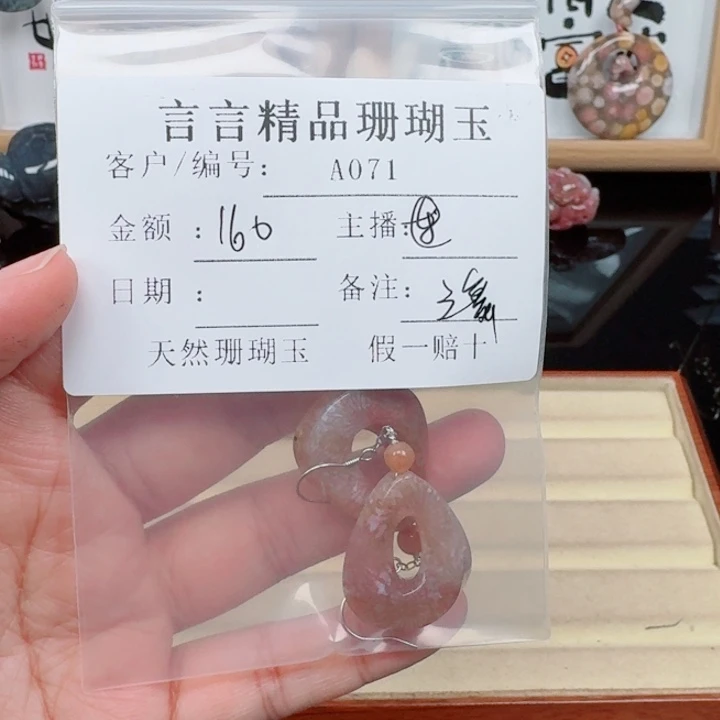 言言精品珊瑚玉
客户/编号: A071
金额 : 160 主播:
日期 : 备注:
天然珊瑚玉 假一赔十